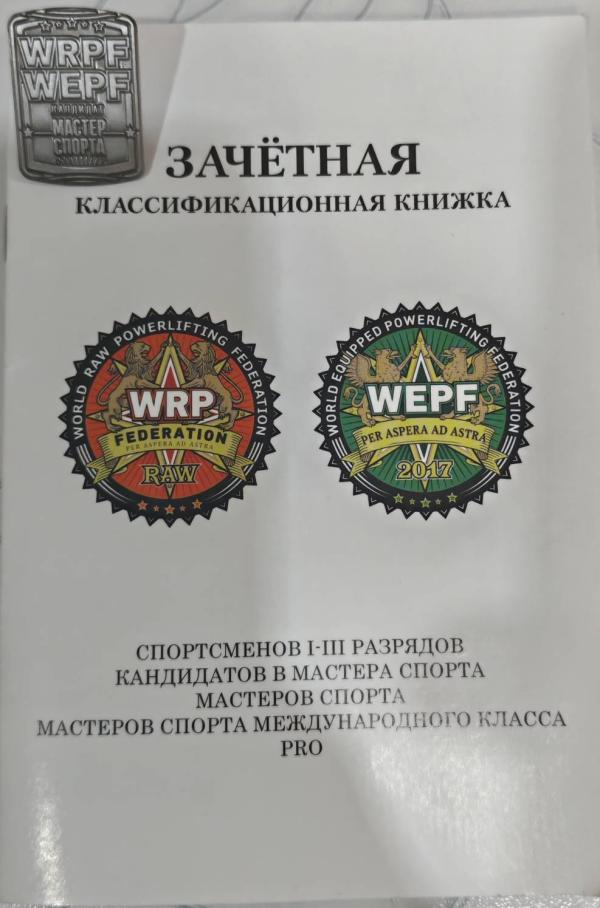 WRPF
WEPF
КАНДИДАТ
МАСТЕР
СПОРТА
ЗАЧЁТНАЯ
КЛАССИФИКАЦИОННАЯ КНИЖКА
WORLD RAW POWERLIFTING FEDERATION
WRP
FEDERATION
PER ASPERA AD ASTRA
RAW
WORLD EQUIPPED POWERLIFTING FEDERATION
WEPF
PER ASPERA AD ASTRA
2017
СПОРТСМЕНОВ I-III РАЗРЯДОВ
КАНДИДАТОВ В МАСТЕРА СПОРТА
МАСТЕРОВ СПОРТА
МАСТЕРОВ СПОРТА МЕЖДУНАРОДНОГО КЛАССА
PRO